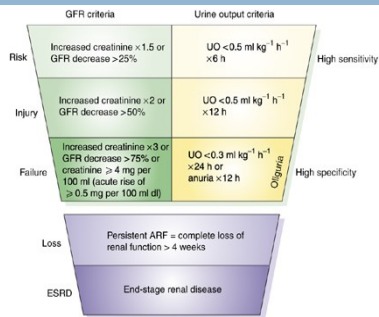 GFR criteria
Urine output criteria
Risk
Increased creatinine ×1.5 or
GFR decrease >25%
UO <0.5 ml kg⁻¹ h⁻¹
×6 h
High sensitivity
Injury
Increased creatinine ×2 or
GFR decrease >50%
UO <0.5 ml kg⁻¹ h⁻¹
×12 h
Failure
Increased creatinine ×3 or
GFR decrease >75% or
creatinine ⩾ 4 mg per
100 ml (acute rise of
⩾ 0.5 mg per 100 ml dl)
UO <0.3 ml kg⁻¹ h⁻¹
×24 h or
anuria ×12 h
Oliguria
High specificity
Loss
Persistent ARF = complete loss of
renal function > 4 weeks
ESRD
End-stage renal disease